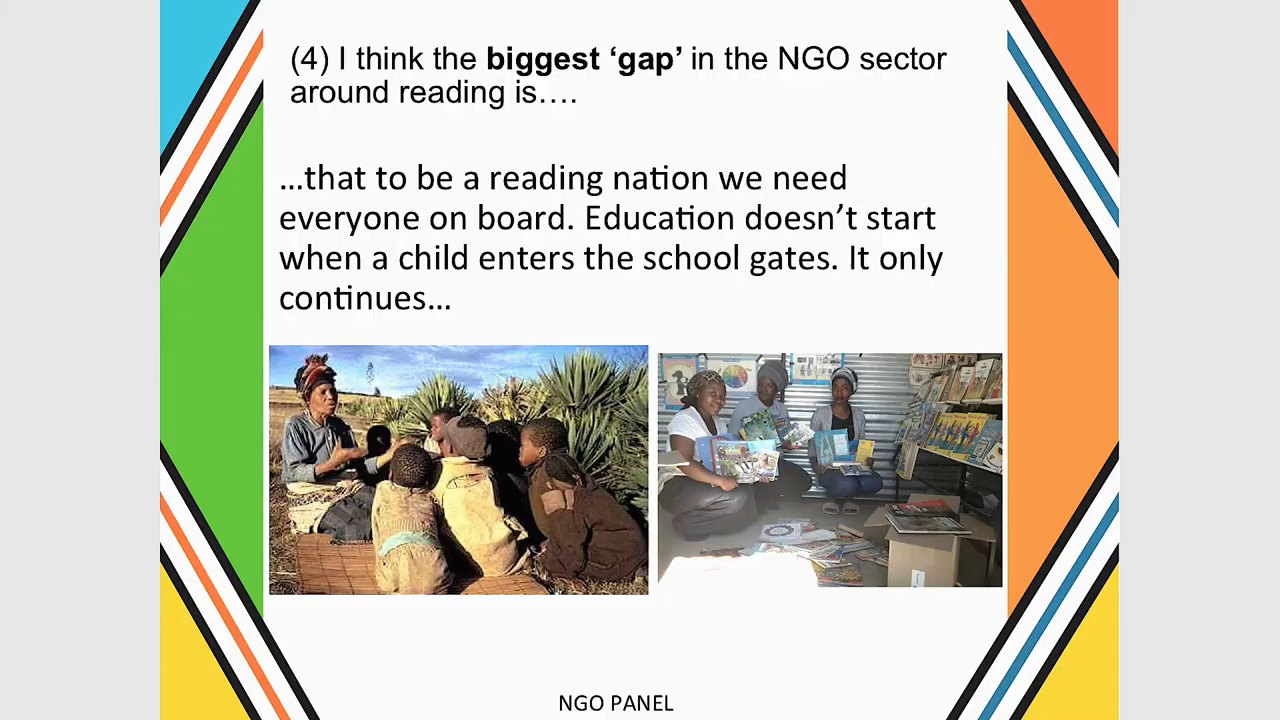 (4) I think the biggest ‘gap’ in the NGO sector
around reading is….
…that to be a reading nation we need
everyone on board. Education doesn’t start
when a child enters the school gates. It only
continues…
NGO PANEL